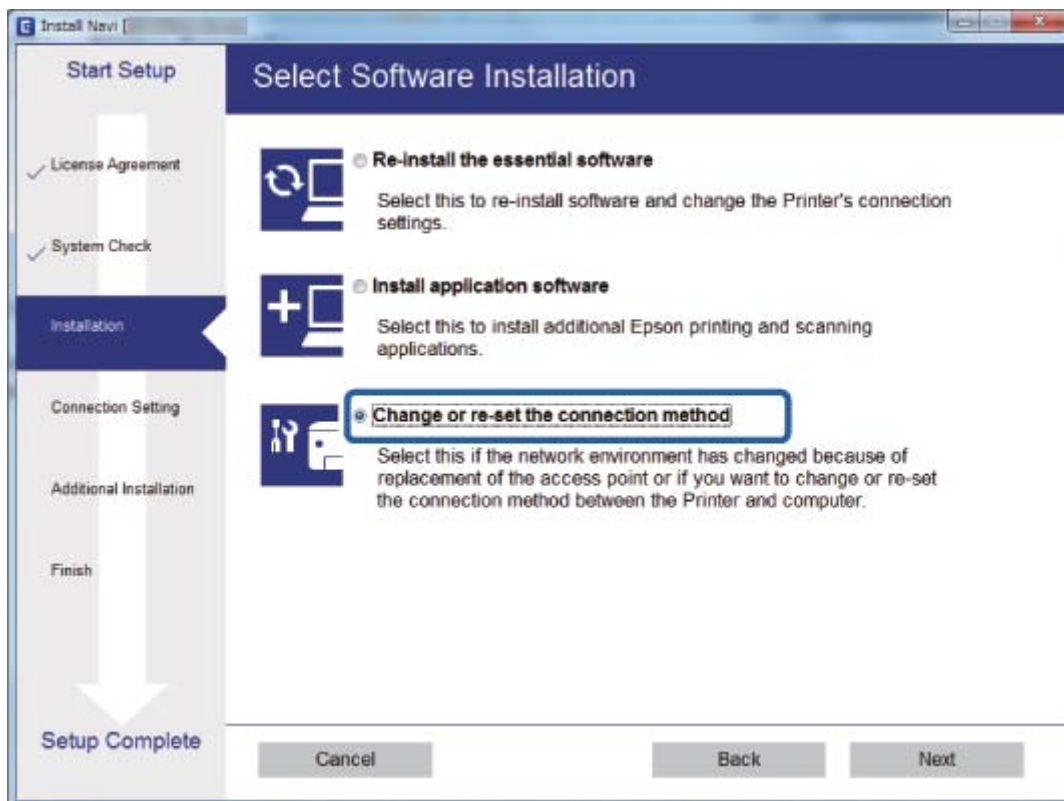 Install Navi [
Start Setup
License Agreement
System Check
Installation
Connection Setting
Additional Installation
Finish
Setup Complete
Select Software Installation
Re-install the essential software
Select this to re-install software and change the Printer's connection
settings.
Install application software
Select this to install additional Epson printing and scanning
applications.
Change or re-set the connection method
Select this if the network environment has changed because of
replacement of the access point or if you want to change or re-set
the connection method between the Printer and computer.
Cancel
Back
Next